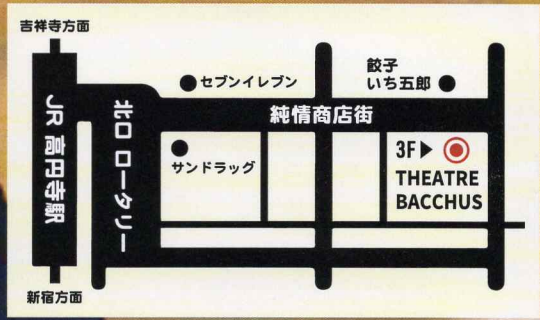 吉祥寺方面
JR 高円寺駅
新宿方面
北口 ロータリー
セブンイレブン
サンドラッグ
純情商店街
餃子
いち五郎
3F▶
THEATRE
BACCHUS